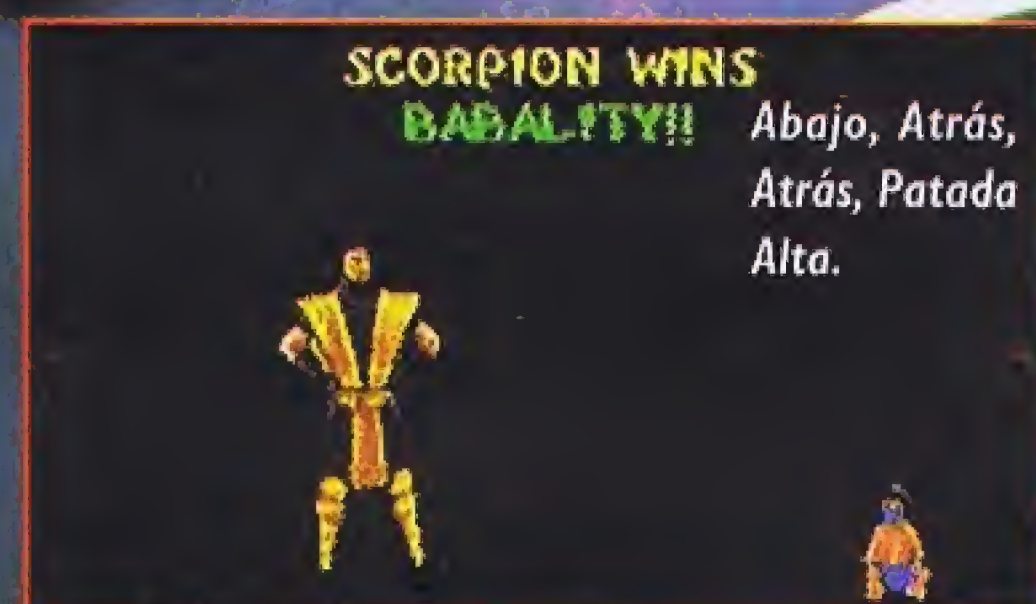 SCORPION WINS
BABALITY!!
Abajo, Atrás,
Atrás, Patada
Alta.